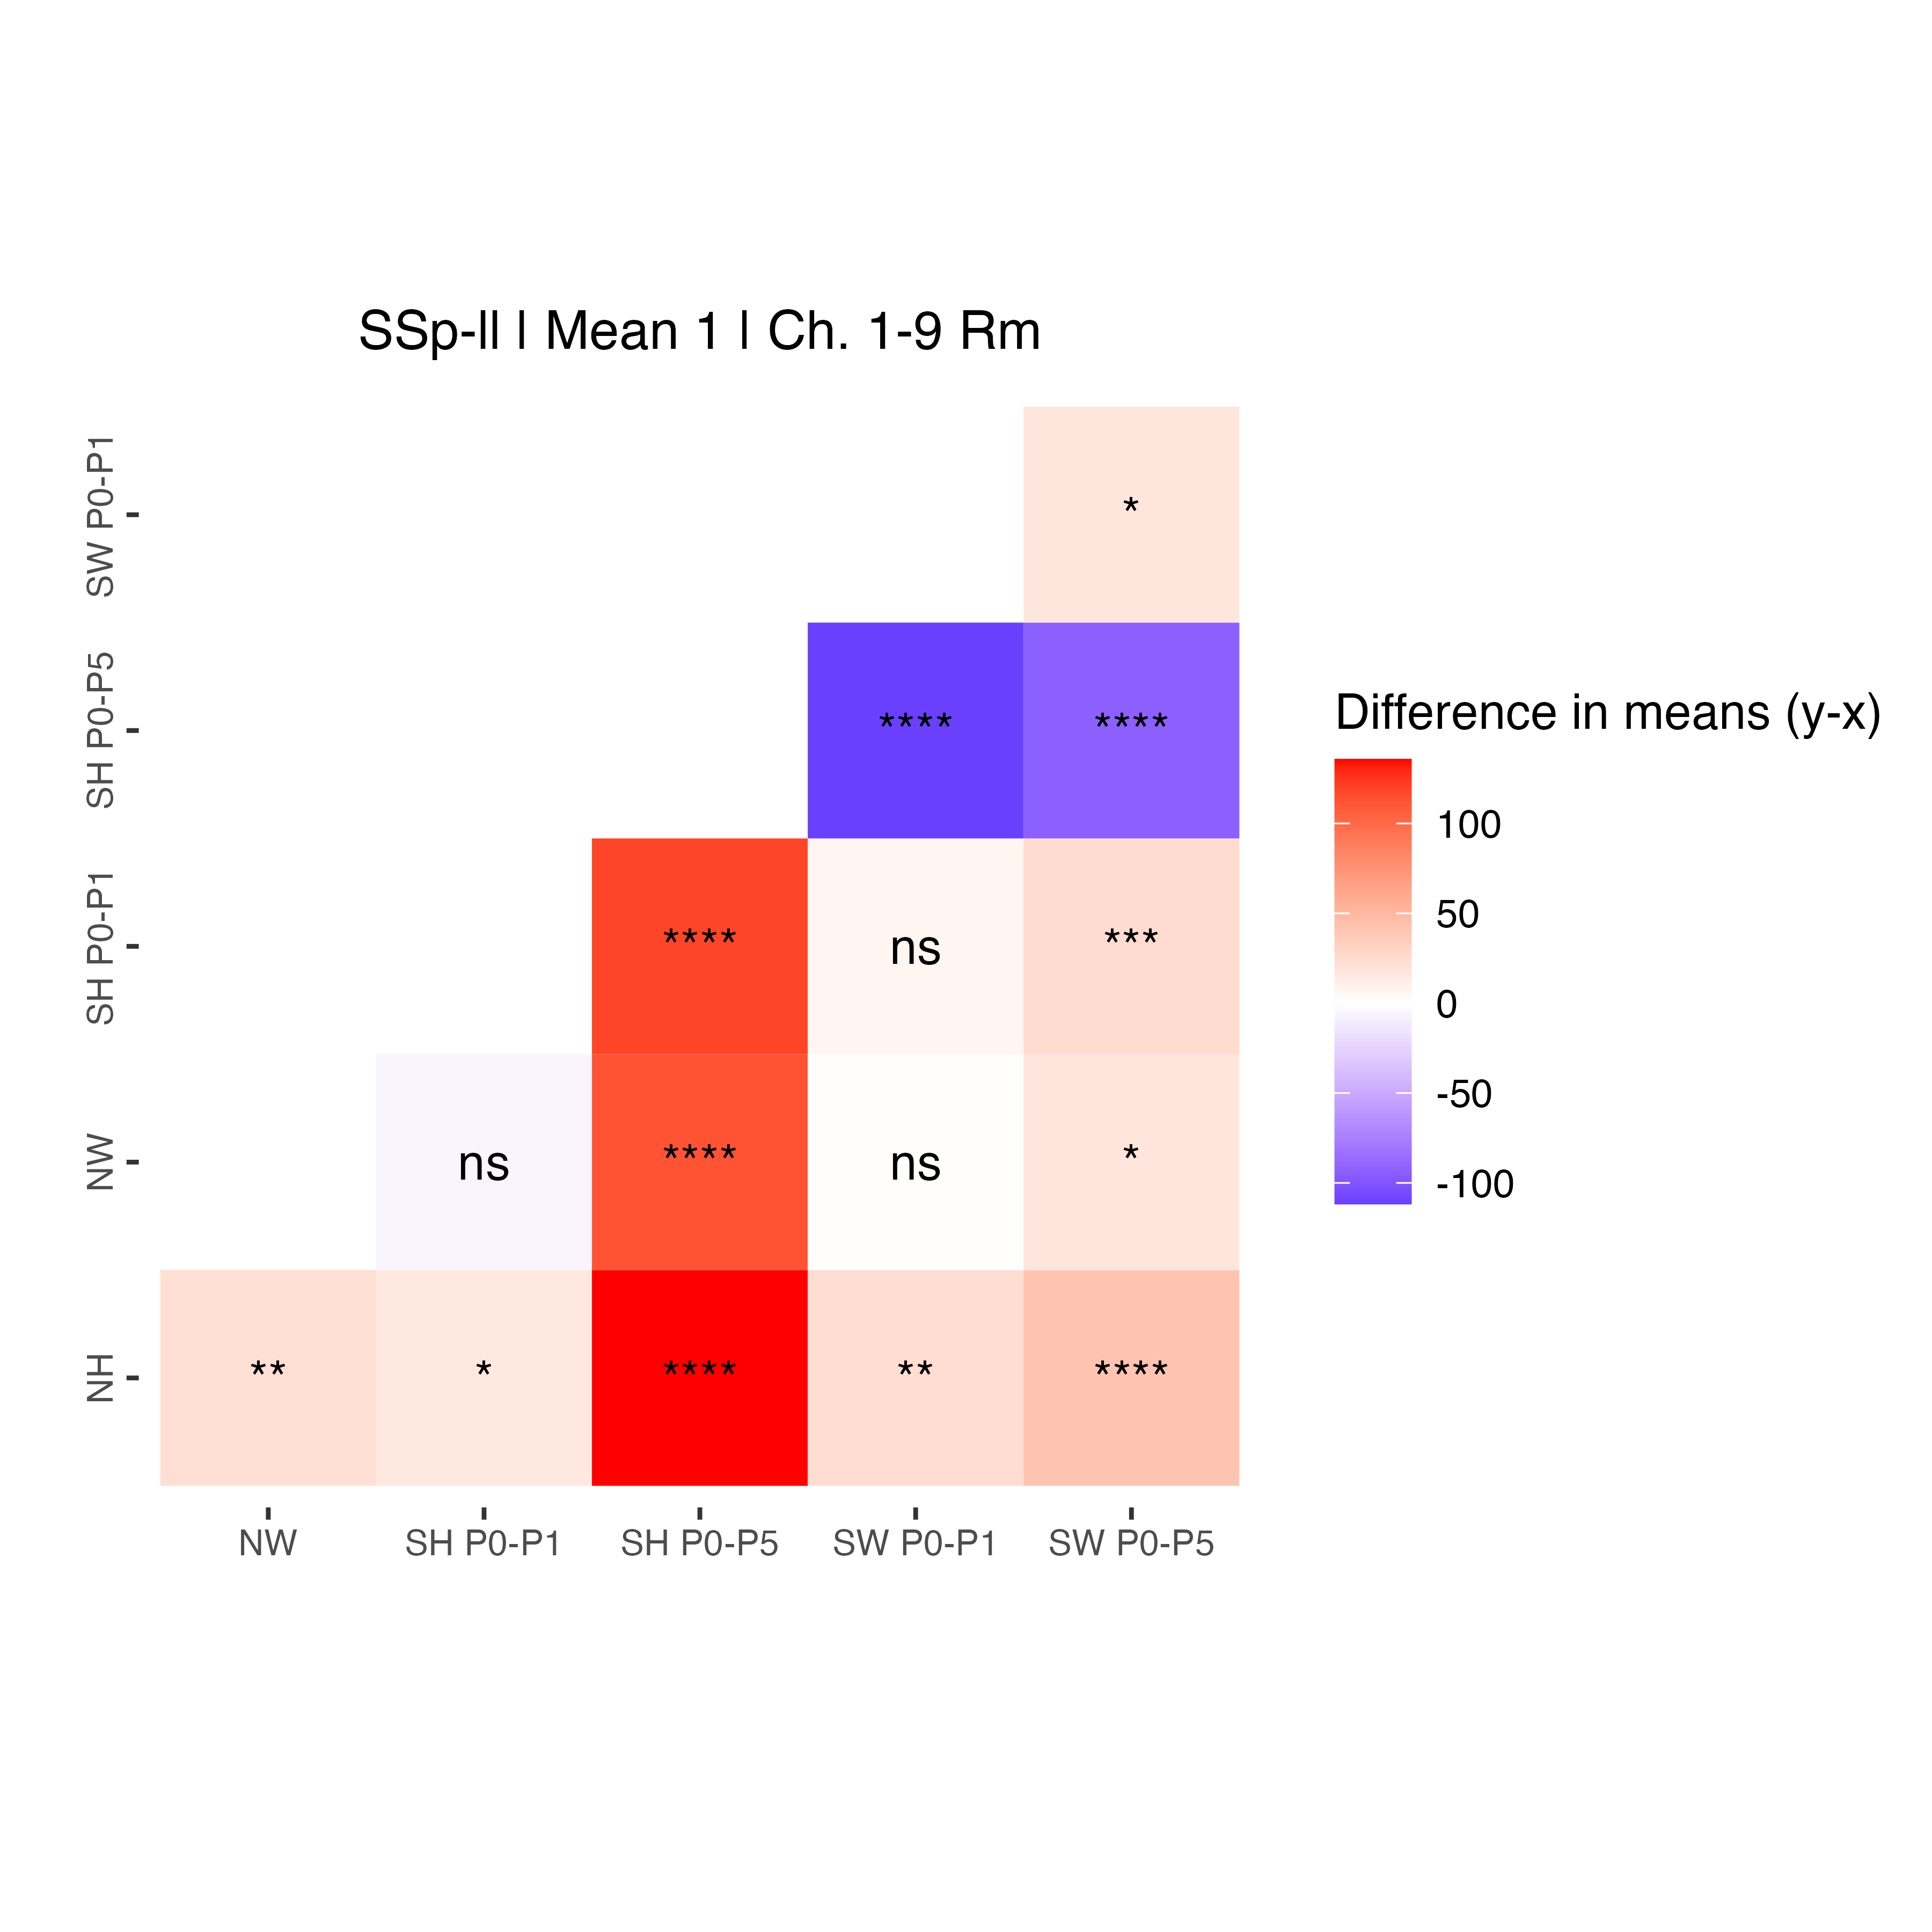 SSp-ll | Mean 1 | Ch. 1-9 Rm
SW P0-P1
*
SH P0-P5
**** ****
SH P0-P1
**** ns ***
NW
ns **** ns *
NH
** * **** ** ****
NW SH P0-P1 SH P0-P5 SW P0-P1 SW P0-P5
Difference in means (y-x)
100
50
0
-50
-100